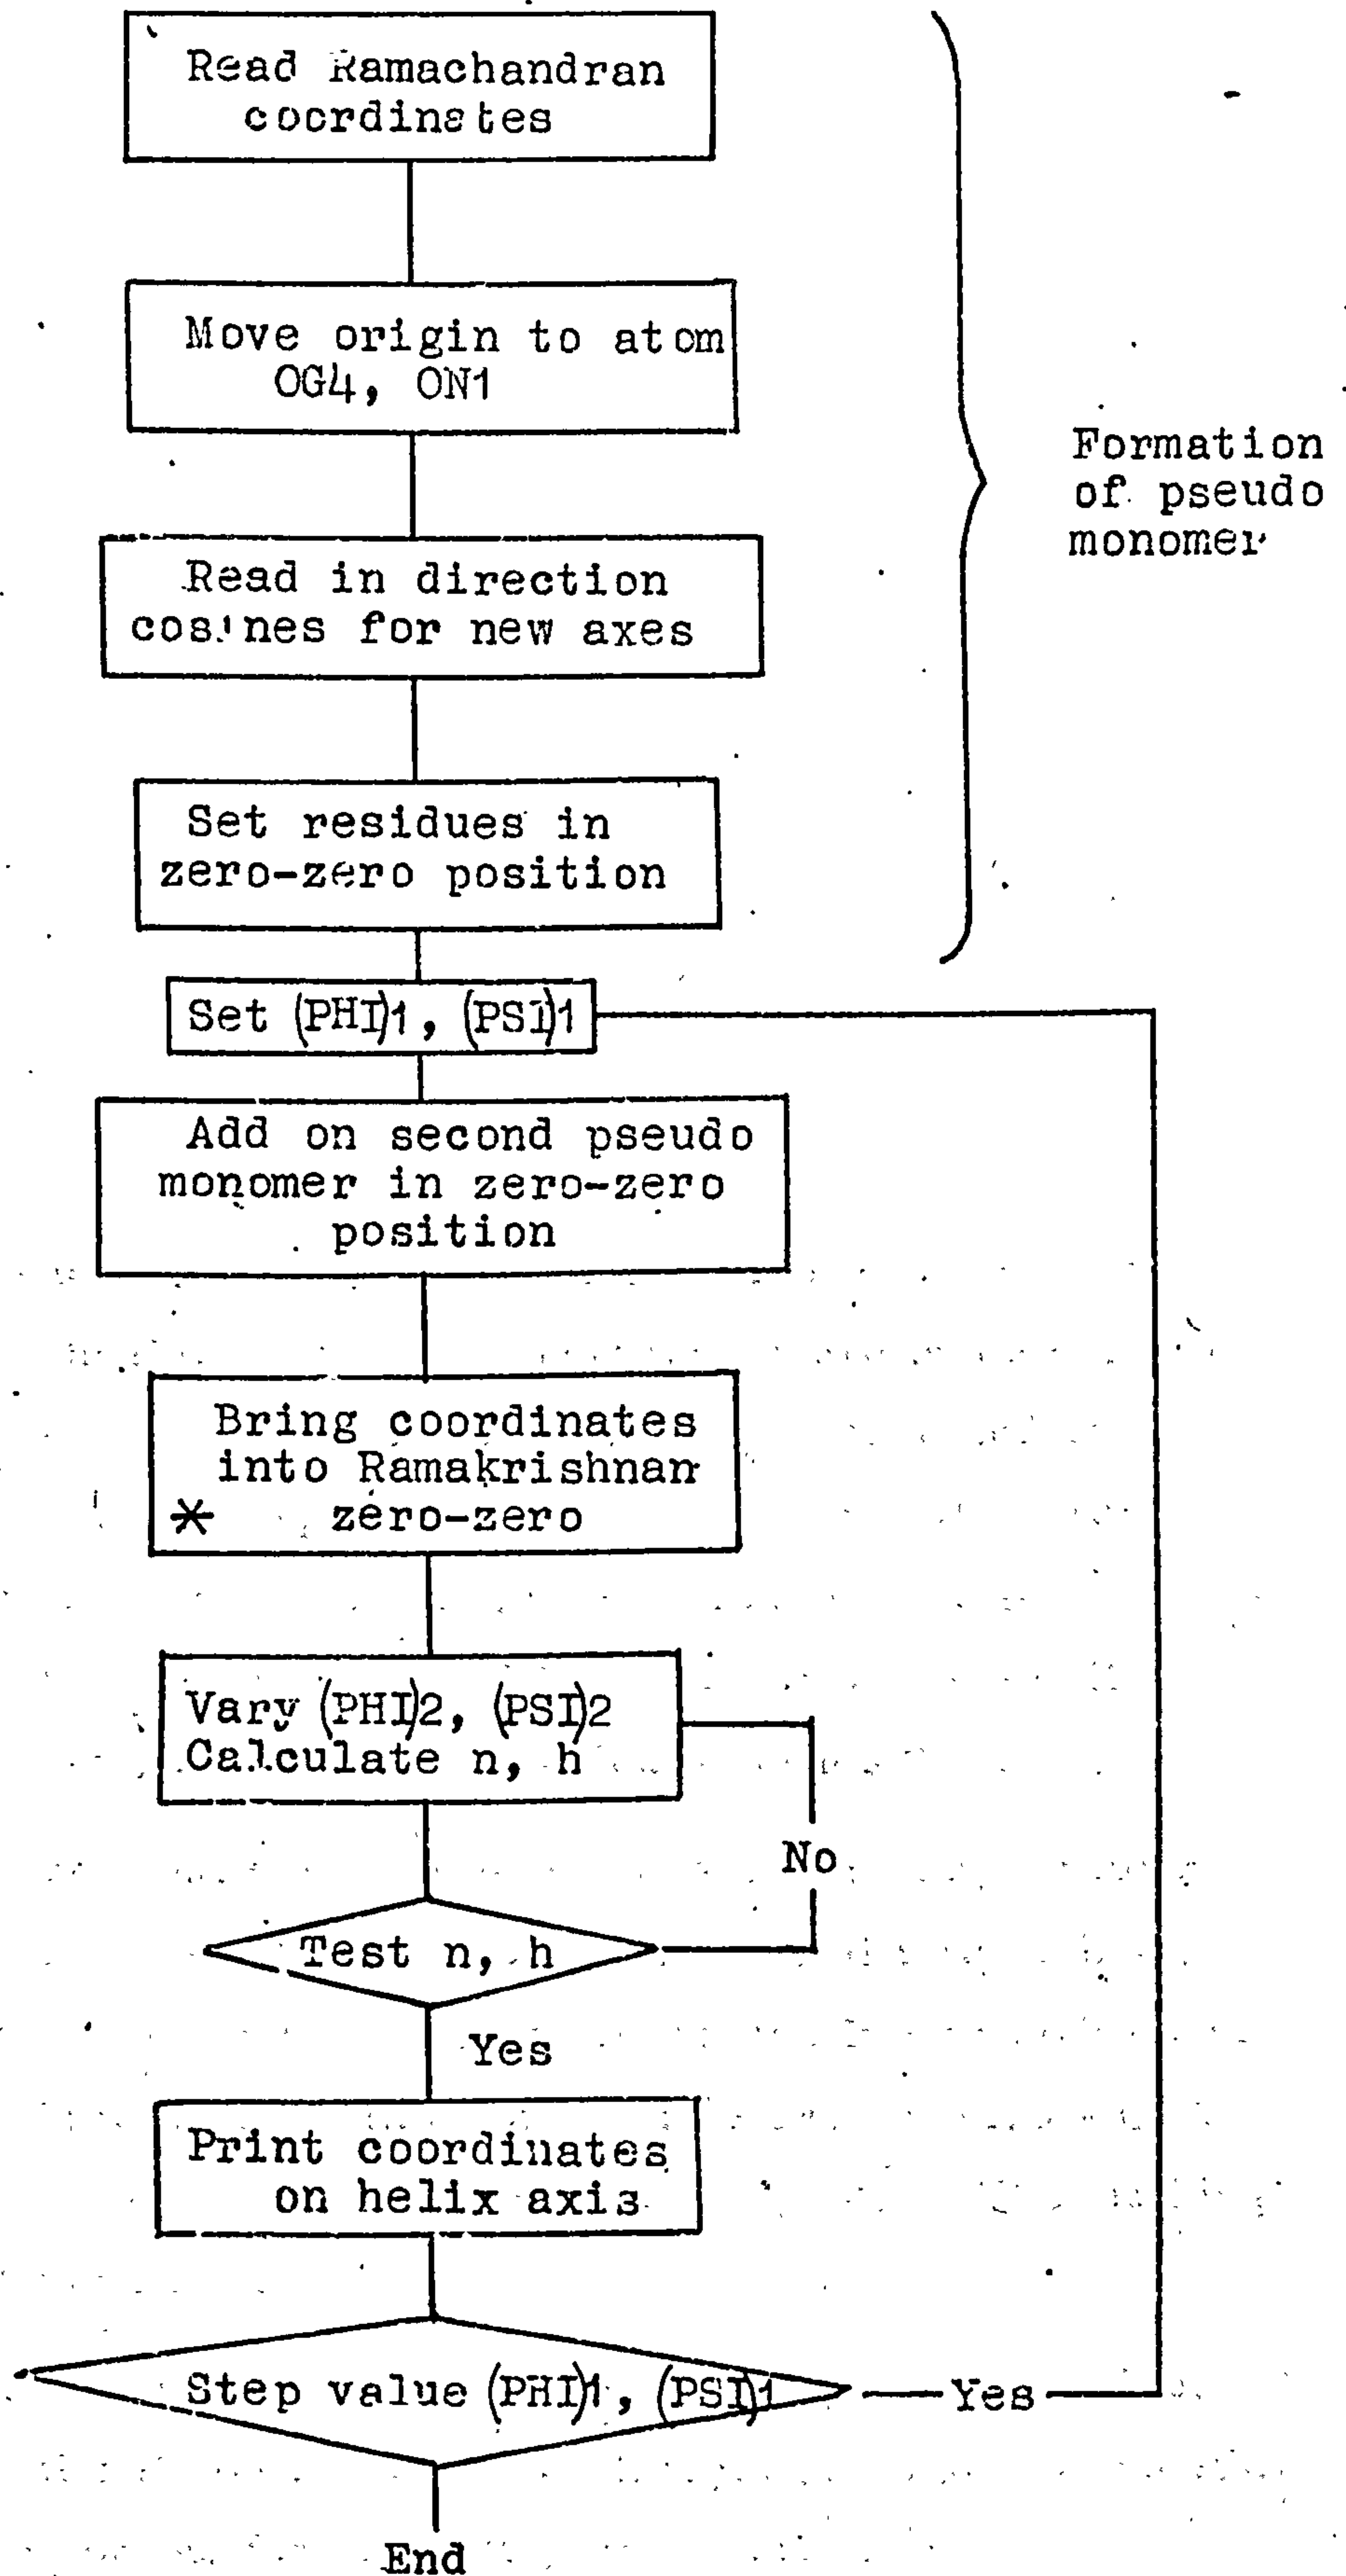 Read Ramachandran
coordinates
Move origin to atom
OG4, ON1
Formation
of pseudo
monomer
Read in direction
cosines for new axes
Set residues in
zero-zero position
Set (PHI)1, (PSI)1
Add on second pseudo
monomer in zero-zero
position
Bring coordinates
into Ramakrishnan
* zero-zero
Vary (PHI)2, (PSI)2
Calculate n, h
No
Test n, h
Yes
Print coordinates
on helix axis
Step value (PHI)1, (PSI)1
Yes
End